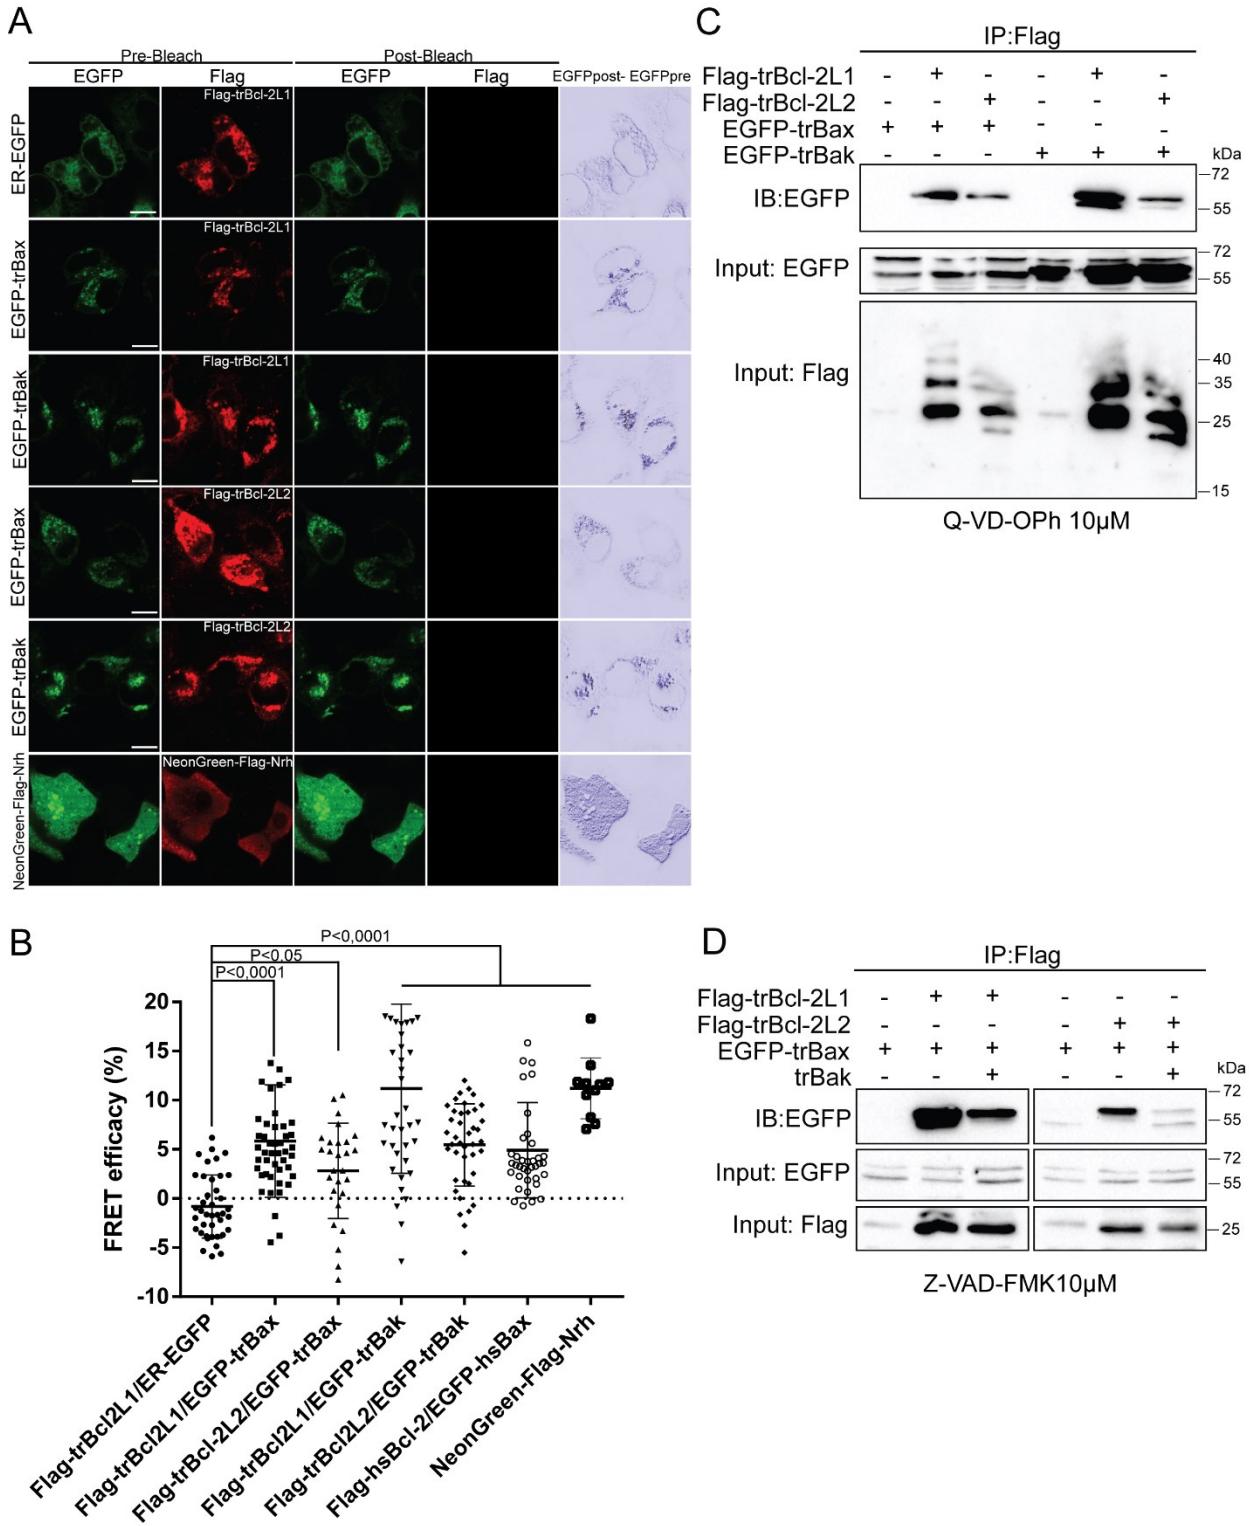 A
Pre-Bleach Post-Bleach
EGFP Flag EGFP Flag EGFPpost- EGFPpre
ER-EGFP
Flag-trBcl-2L1
EGFP-trBax
Flag-trBcl-2L1
EGFP-trBak
Flag-trBcl-2L1
EGFP-trBax
Flag-trBcl-2L2
EGFP-trBak
Flag-trBcl-2L2
NeonGreen-Flag-Nrh
NeonGreen-Flag-Nrh
B
P<0,0001
P<0,05
P<0,0001
FRET efficacy (%)
20
15
10
5
0
-5
-10
Flag-trBcl2L1/ER-EGFP
Flag-trBcl2L1/EGFP-trBax
Flag-trBcl-2L2/EGFP-trBax
Flag-trBcl2L1/EGFP-trBak
Flag-trBcl2L2/EGFP-trBak
Flag-hsBcl-2/EGFP-hsBax
NeonGreen-Flag-Nrh
C
IP:Flag
Flag-trBcl-2L1 - + - - + -
Flag-trBcl-2L2 - - + - - +
EGFP-trBax + + + - - -
EGFP-trBak - - - + + +
kDa
IB:EGFP
72
55
Input: EGFP
72
55
Input: Flag
40
35
25
15
Q-VD-OPh 10µM
D
IP:Flag
Flag-trBcl-2L1 - + + - - -
Flag-trBcl-2L2 - - - - + +
EGFP-trBax + + + + + +
trBak - - + - - +
kDa
IB:EGFP
72
55
Input: EGFP
72
55
Input: Flag
25
Z-VAD-FMK10µM